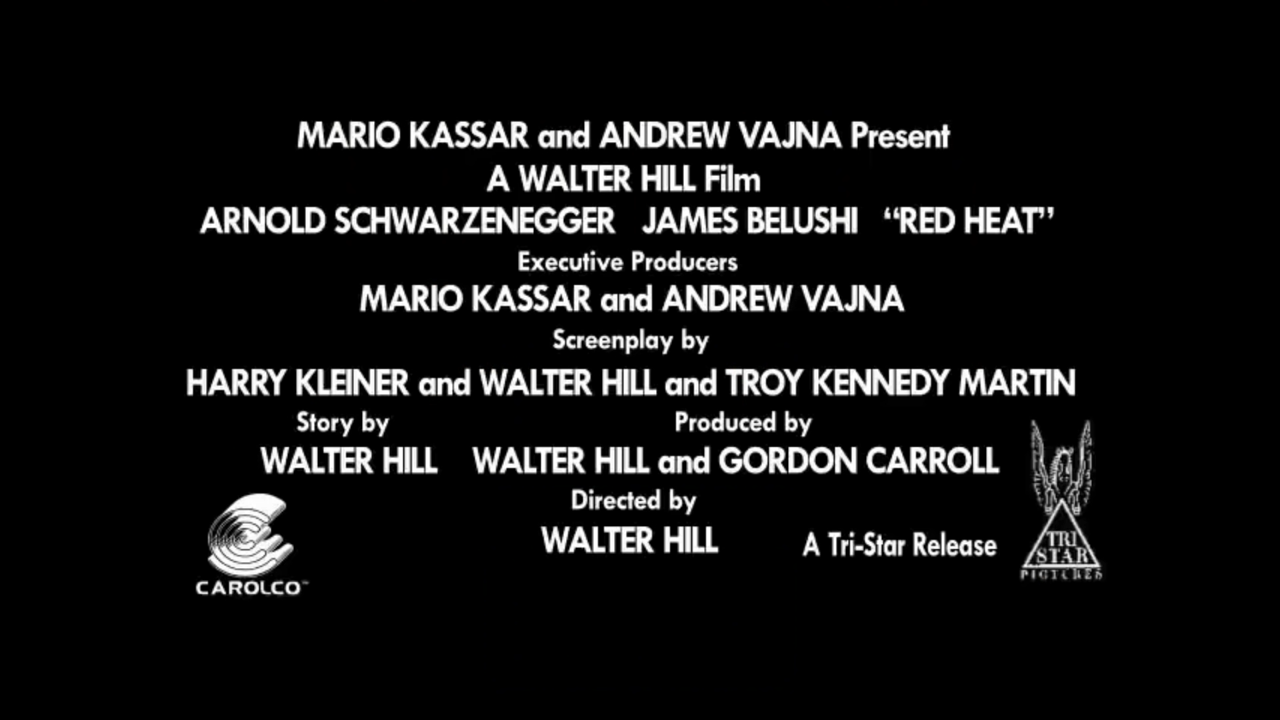 MARIO KASSAR and ANDREW VAJNA Present
A WALTER HILL Film
ARNOLD SCHWARZENEGGER JAMES BELUSHI “RED HEAT”
Executive Producers
MARIO KASSAR and ANDREW VAJNA
Screenplay by
HARRY KLEINER and WALTER HILL and TROY KENNEDY MARTIN
Story by
WALTER HILL
Produced by
WALTER HILL and GORDON CARROLL
Directed by
WALTER HILL
A Tri-Star Release
CAROLCO™
TRI
STAR
PICTURES